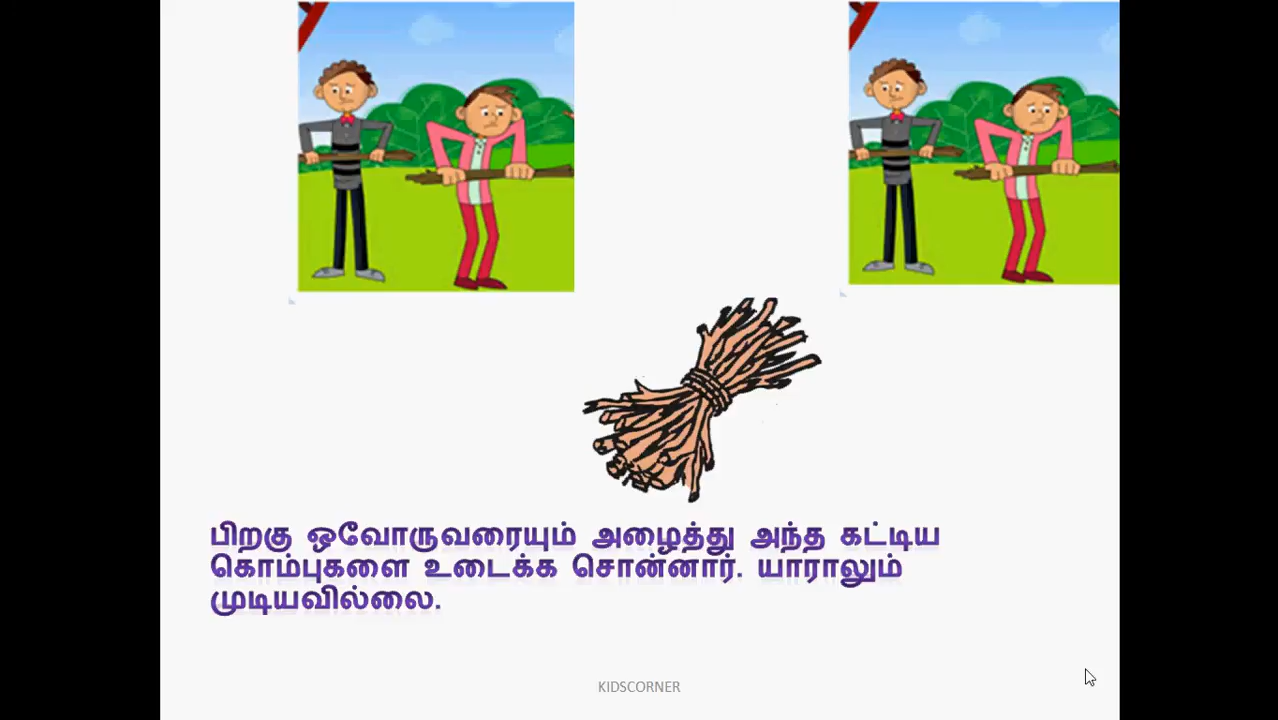 பிறகு ஒவோருவரையும் அழைத்து அந்த கட்டிய
கொம்புகளை உடைக்க சொன்னார். யாராலும்
முடியவில்லை.
KIDSCORNER